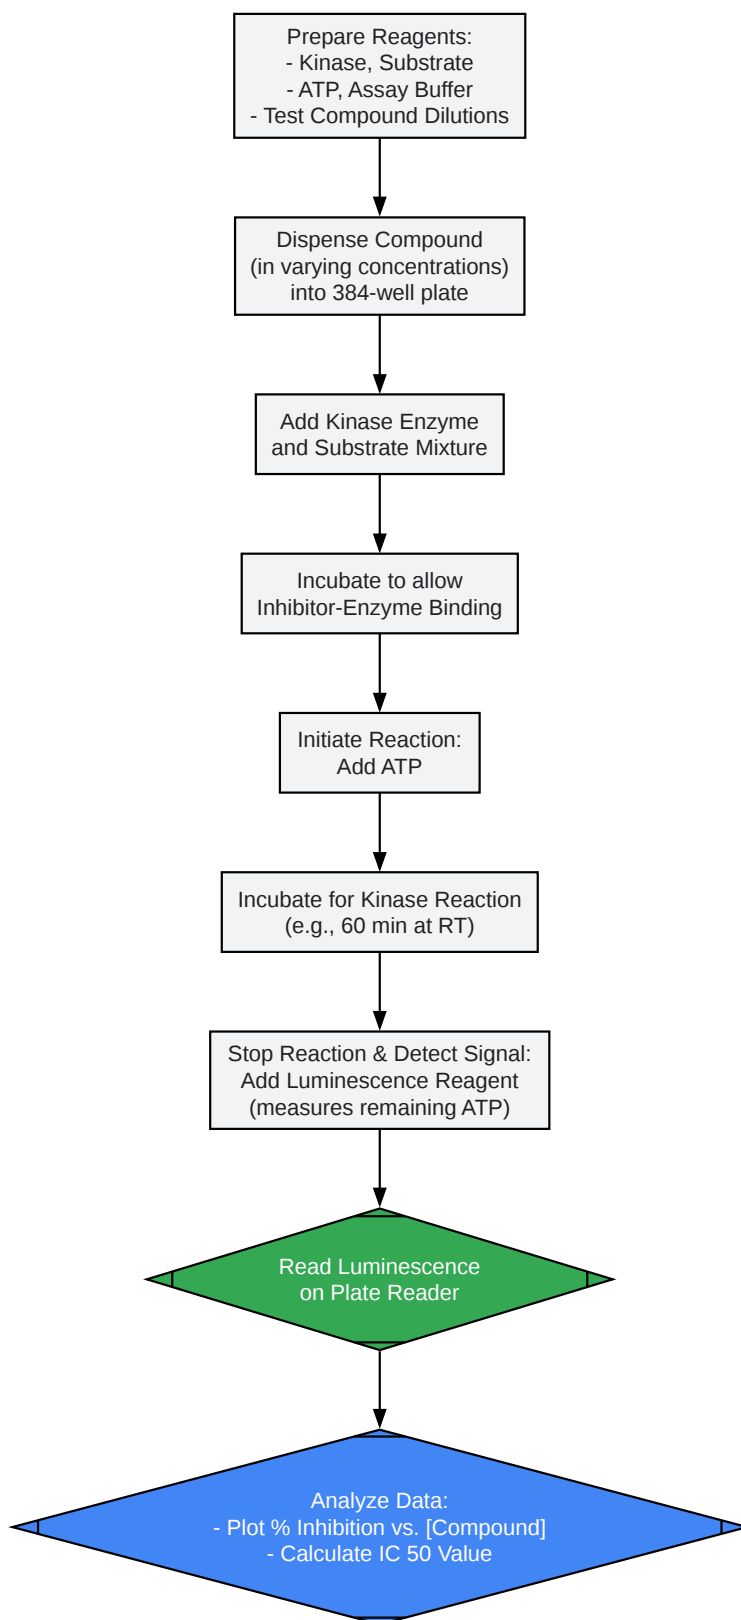 Prepare Reagents:
- Kinase, Substrate
- ATP, Assay Buffer
- Test Compound Dilutions
Dispense Compound
(in varying concentrations)
into 384-well plate
Add Kinase Enzyme
and Substrate Mixture
Incubate to allow
Inhibitor-Enzyme Binding
Initiate Reaction:
Add ATP
Incubate for Kinase Reaction
(e.g., 60 min at RT)
Stop Reaction & Detect Signal:
Add Luminescence Reagent
(measures remaining ATP)
Read Luminescence
on Plate Reader
Analyze Data:
- Plot % Inhibition vs. [Compound]
- Calculate IC 50 Value